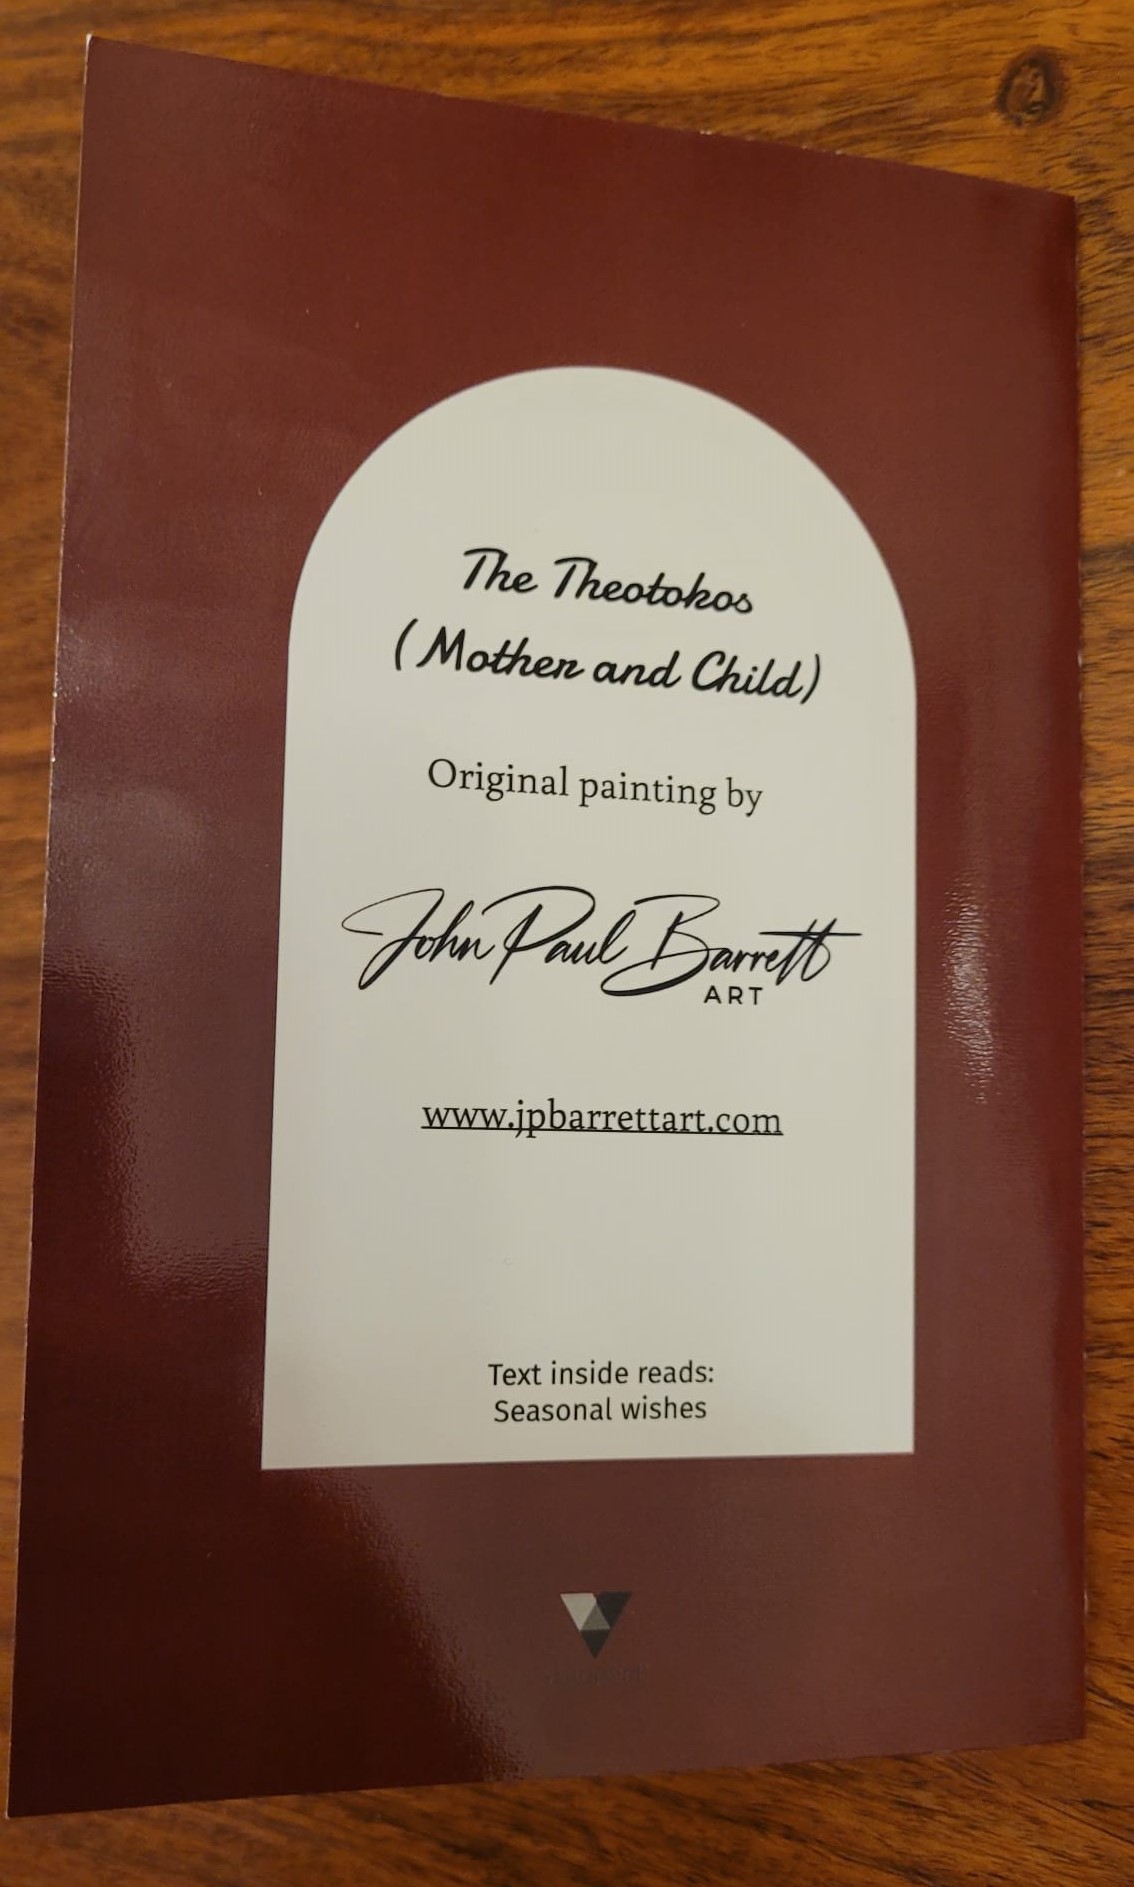 The Theotokos
(Mother and Child)
Original painting by
John Paul Barrett
ART
www.jpbarrettart.com
Text inside reads:
Seasonal wishes